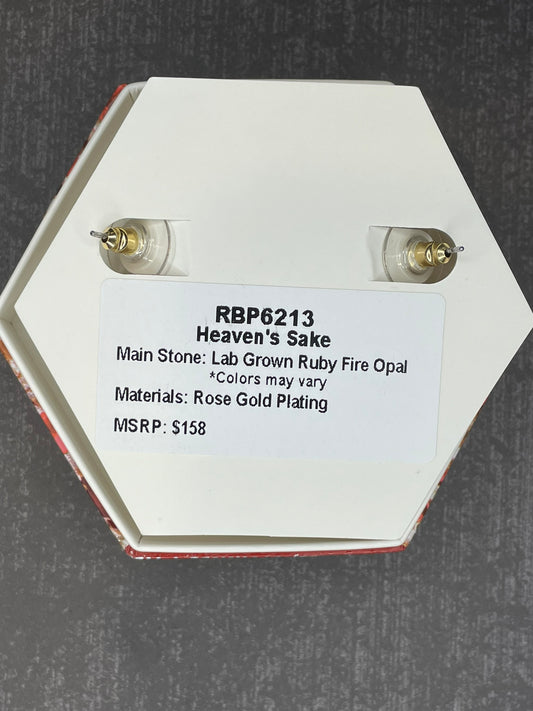 RBP6213
Heaven's Sake
Main Stone: Lab Grown Ruby Fire Opal
*Colors may vary
Materials: Rose Gold Plating
MSRP: $158